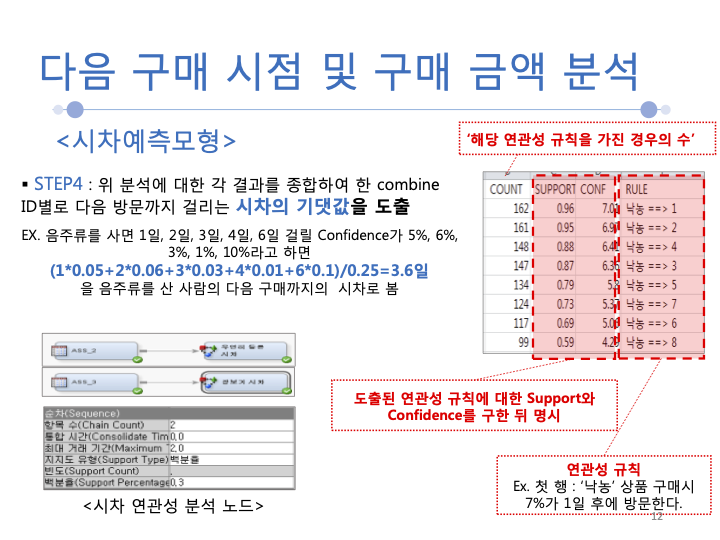 다음 구매 시점 및 구매 금액 분석
<시차예측모형>
'해당 연관성 규칙을 가진 경우의 수'
▪ STEP4 : 위 분석에 대한 각 결과를 종합하여 한 combine
ID별로 다음 방문까지 걸리는 시차의 기댓값을 도출
EX. 음주류를 사면 1일, 2일, 3일, 4일, 6일 걸릴 Confidence가 5%, 6%,
3%, 1%, 10%라고 하면
(1*0.05+2*0.06+3*0.03+4*0.01+6*0.1)/0.25=3.6일
을 음주류를 산 사람의 다음 구매까지의 시차로 봄
COUNT SUPPORT CONF RULE
162 0.96 7.01 낙농 ==> 1
161 0.95 6.97 낙농 ==> 2
148 0.88 6.41 낙농 ==> 4
147 0.87 6.36 낙농 ==> 3
134 0.79 낙농 ==> 5
124 0.73 5.37 낙농 ==> 7
117 0.69 5.06 낙농 ==> 6
99 0.59 4.29 낙농 ==> 8
ASS_2 시차
ASS_3 장보기 시차
순차(Sequence)
항목 수(Chain Count) 2
통합 시간(Consolidate Tim 0,0
최대 거래 기간(Maximum 2,0
지지도 유형(Support Type) 백분율
빈도(Support Count) .
백분율(Support Percentage 0,3
<시차 연관성 분석 노드>
도출된 연관성 규칙에 대한 Support와
Confidence를 구한 뒤 명시
연관성 규칙
Ex. 첫 행 : '낙농' 상품 구매시
7%가 1일 후에 방문한다.
12